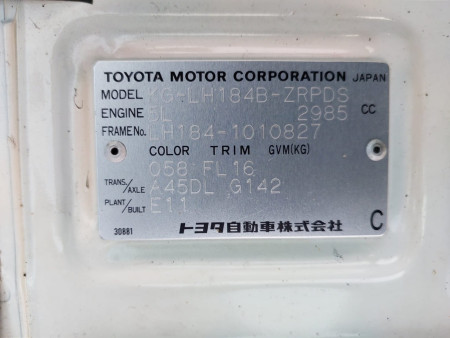 TOYOTA MOTOR CORPORATION JAPAN
MODEL KG-LH184B-ZRPDS
ENGINE 5L 2985 CC
FRAME No. LH184-1010827
COLOR TRIM GVM(KG)
058 FL16
TRANS./AXLE A45DL G142
PLANT/BUILT E11
30881 トヨタ自動車株式会社 C